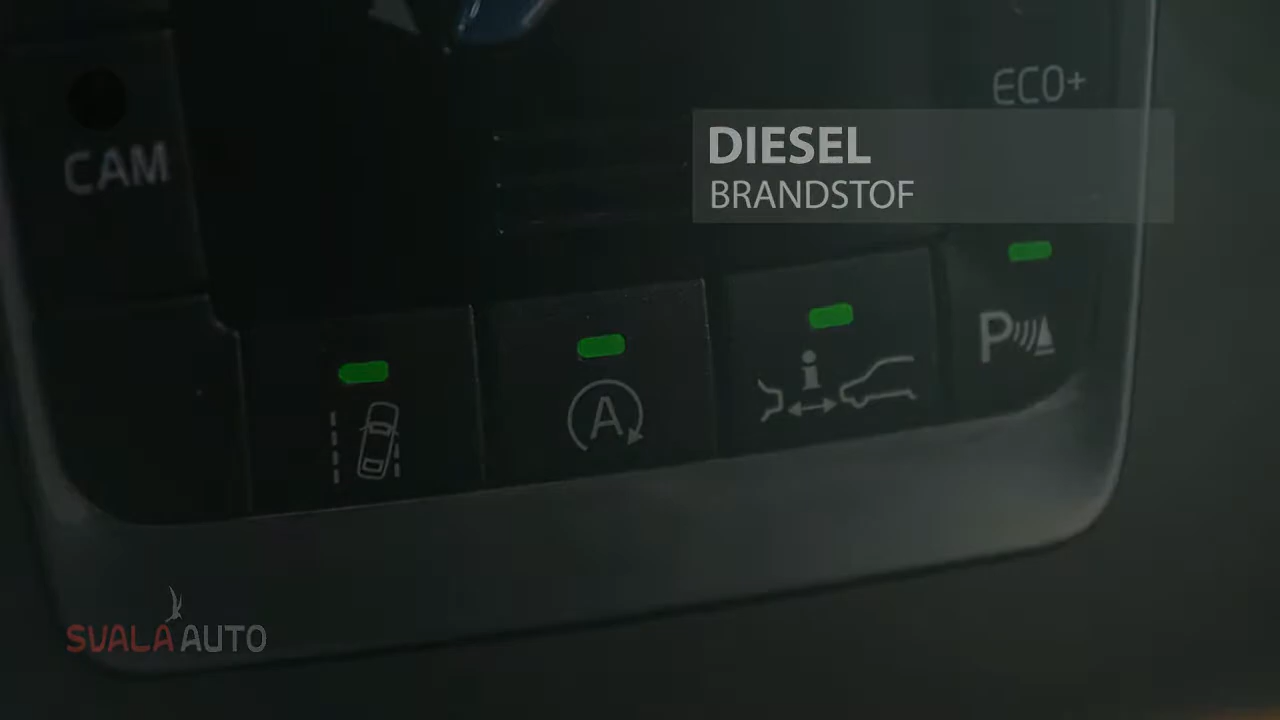 ECO+
DIESEL
BRANDSTOF
CAM
P
i
A
SVALA AUTO